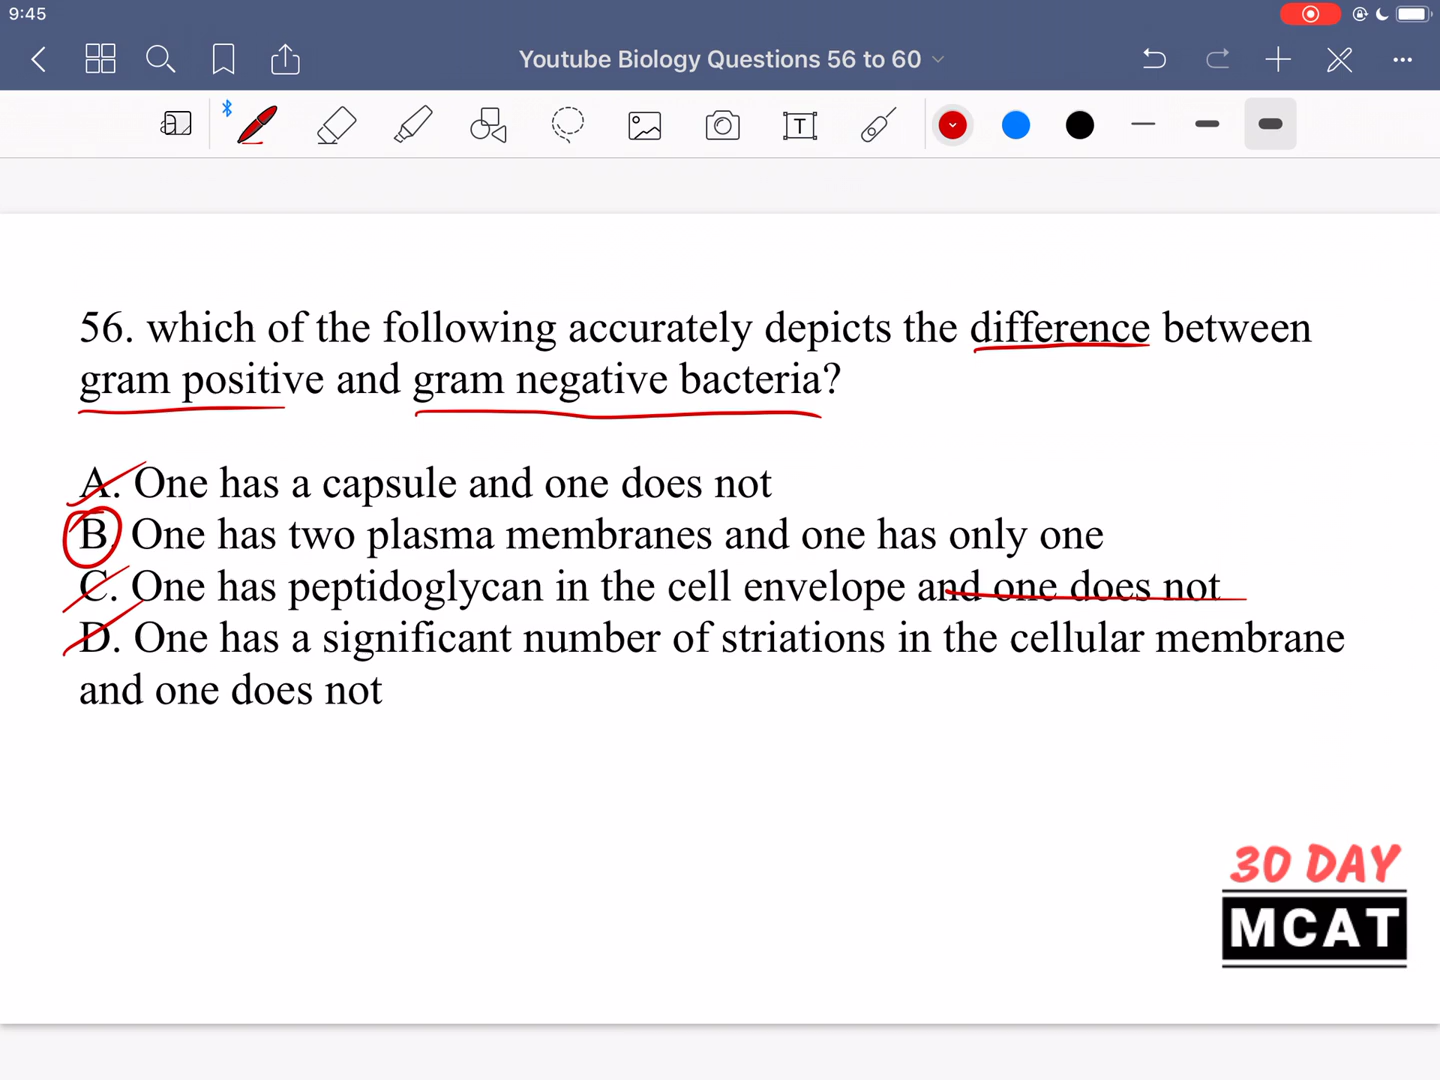 9:45
Youtube Biology Questions 56 to 60
a
T
56. which of the following accurately depicts the difference between
gram positive and gram negative bacteria?
A. One has a capsule and one does not
B. One has two plasma membranes and one has only one
C. One has peptidoglycan in the cell envelope and one does not
D. One has a significant number of striations in the cellular membrane
and one does not
30 DAY
MCAT